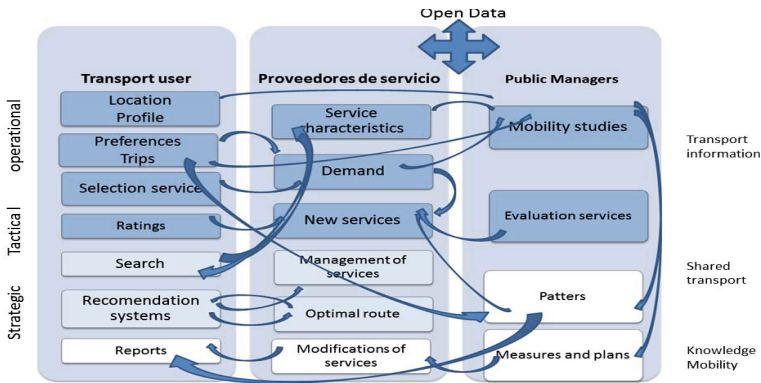 Open Data
Transport user
Proveedores de servicio
Public Managers
operational
Tactical
Strategic
Location
Profile
Preferences
Trips
Selection service
Ratings
Search
Recomendation
systems
Reports
Service
characteristics
Demand
New services
Management of
services
Optimal route
Modifications of
services
Mobility studies
Evaluation services
Patters
Measures and plans
Transport
information
Shared
transport
Knowledge
Mobility